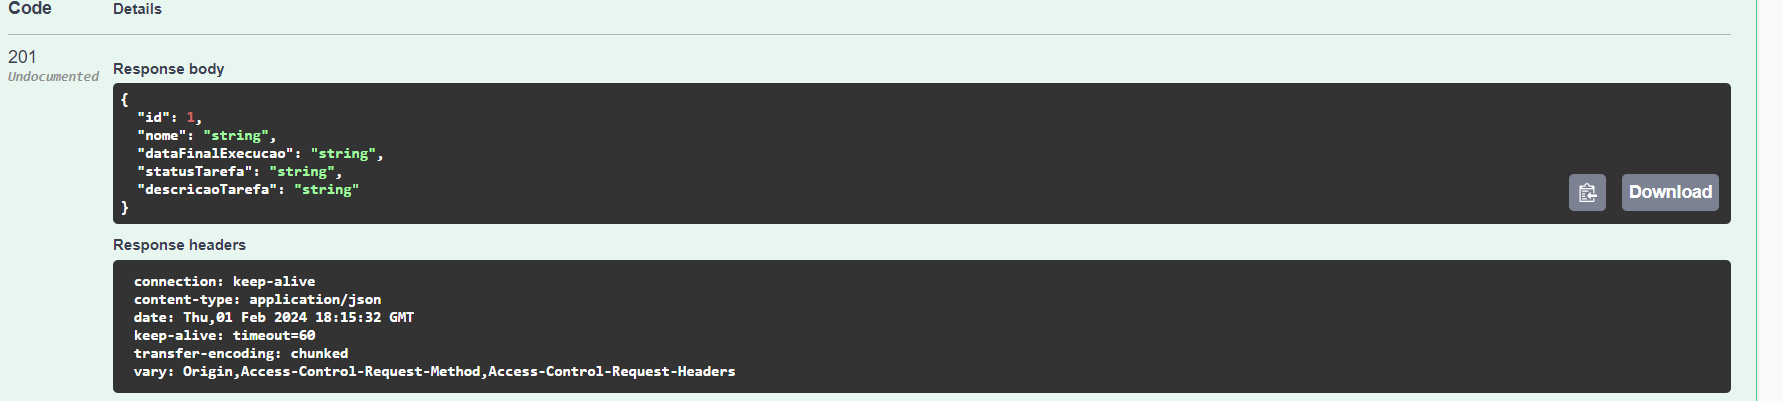 Code Details
201
Undocumented
Response body
{
"id": 1,
"nome": "string",
"dataFinalExecucao": "string",
"statusTarefa": "string",
"descricaoTarefa": "string"
}
Download
Response headers
connection: keep-alive
content-type: application/json
date: Thu,01 Feb 2024 18:15:32 GMT
keep-alive: timeout=60
transfer-encoding: chunked
vary: Origin,Access-Control-Request-Method,Access-Control-Request-Headers